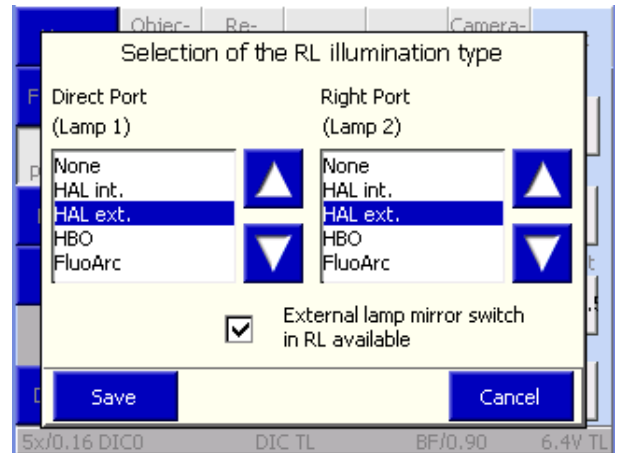 Objec- Re- Camera-
Selection of the RL illumination type
Direct Port Right Port
(Lamp 1) (Lamp 2)
None None
HAL int. HAL int.
HAL ext. HAL ext.
HBO HBO
FluoArc FluoArc
External lamp mirror switch
in RL available
Save Cancel
5x/0.16 DIC0 DIC TL BF/0.90 6.4V TL